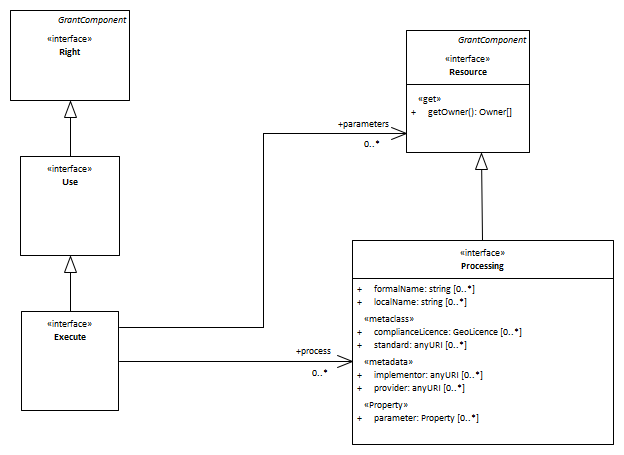 GrantComponent
«interface»
Right
«interface»
Use
«interface»
Execute
+parameters
0..*
+process
0..*
GrantComponent
«interface»
Resource
«get»
+ getOwner(): Owner[]
«interface»
Processing
+ formalName: string [0..*]
+ localName: string [0..*]
«metaclass»
+ complianceLicence: GeoLicence [0..*]
+ standard: anyURI [0..*]
«metadata»
+ implementor: anyURI [0..*]
+ provider: anyURI [0..*]
«Property»
+ parameter: Property [0..*]